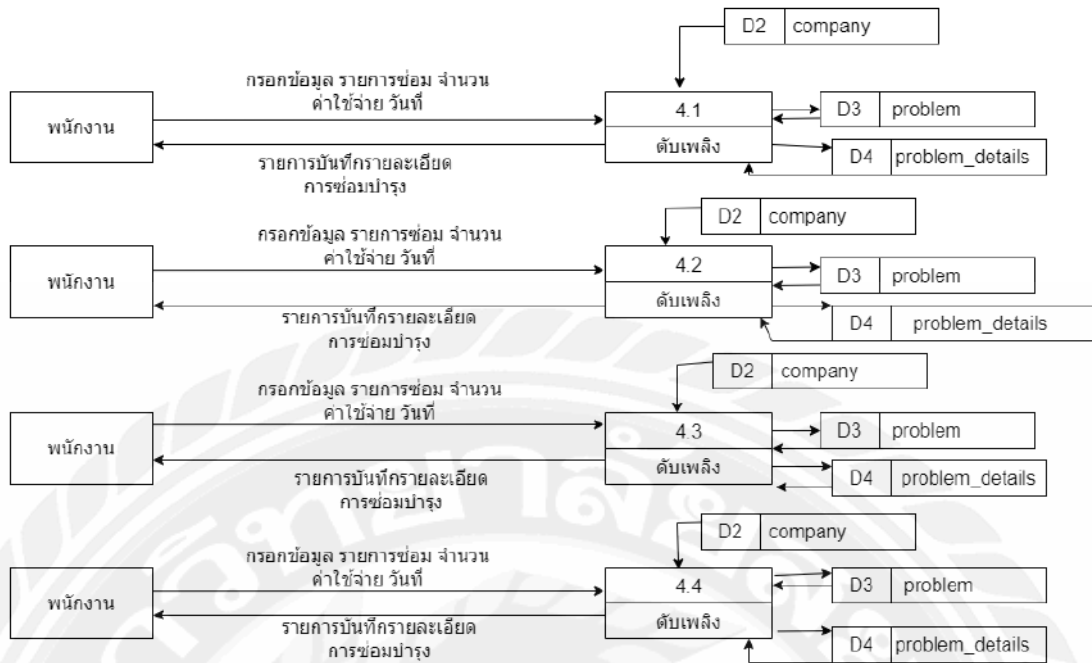 D2 company
กรอกข้อมูล รายการซ่อม จำนวน
ค่าใช้จ่าย วันที่
พนักงาน
4.1
ดับเพลิง
D3 problem
D4 problem_details
รายการบันทึกรายละเอียด
การซ่อมบำรุง
D2 company
กรอกข้อมูล รายการซ่อม จำนวน
ค่าใช้จ่าย วันที่
พนักงาน
4.2
ดับเพลิง
D3 problem
D4 problem_details
รายการบันทึกรายละเอียด
การซ่อมบำรุง
D2 company
กรอกข้อมูล รายการซ่อม จำนวน
ค่าใช้จ่าย วันที่
พนักงาน
4.3
ดับเพลิง
D3 problem
D4 problem_details
รายการบันทึกรายละเอียด
การซ่อมบำรุง
D2 company
กรอกข้อมูล รายการซ่อม จำนวน
ค่าใช้จ่าย วันที่
พนักงาน
4.4
ดับเพลิง
D3 problem
D4 problem_details
รายการบันทึกรายละเอียด
การซ่อมบำรุง